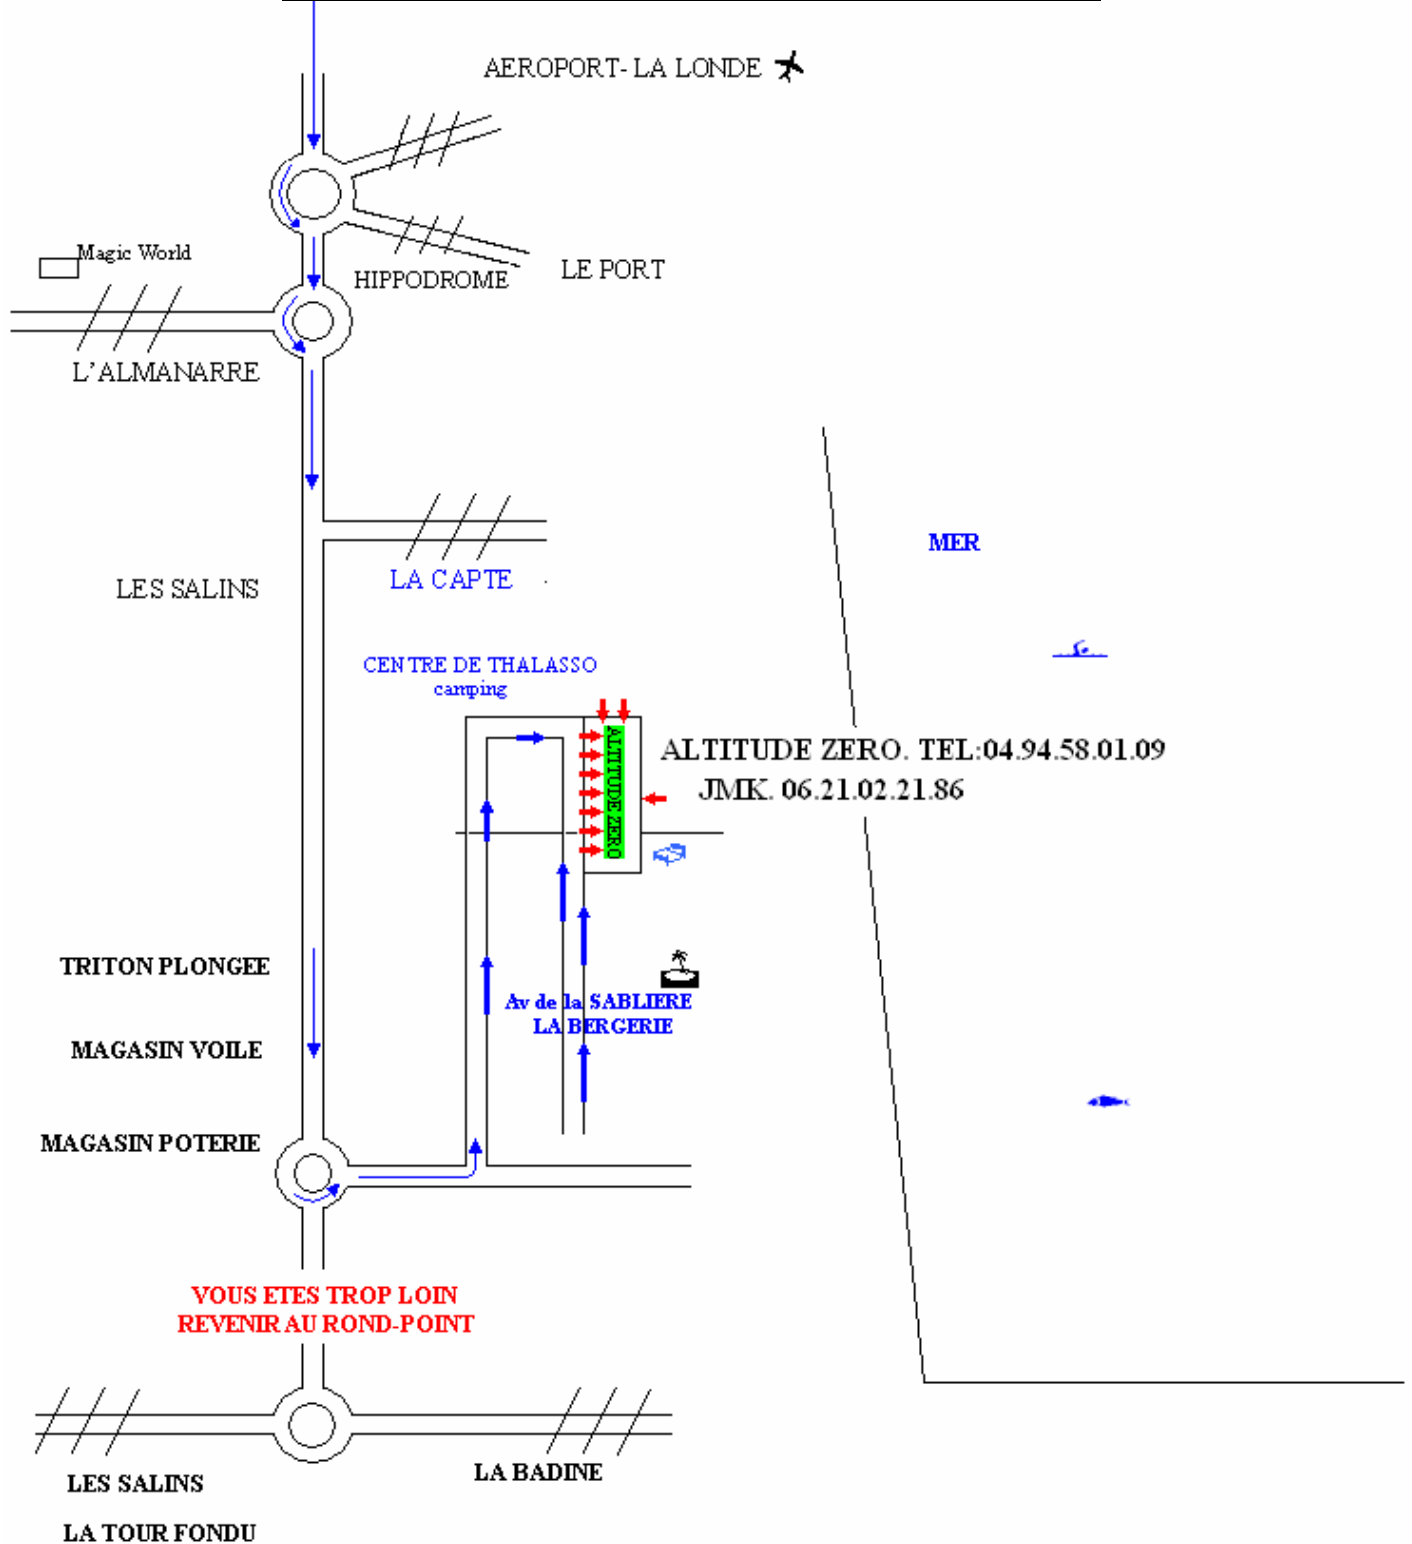 AEROPORT- LA LONDE
Magic World
HIPPODROME
LE PORT
L'ALMANARRE
MER
LES SALINS
LA CAPTE
CENTRE DE THALASSO
camping
ALTITUDE ZERO
ALTITUDE ZERO. TEL:04.94.58.01.09
JMK. 06.21.02.21.86
TRITON PLONGEE
Av de la SABLIERE
LA BERGERIE
MAGASIN VOILE
MAGASIN POTERIE
VOUS ETES TROP LOIN
REVENIR AU ROND-POINT
LES SALINS
LA BADINE
LA TOUR FONDU